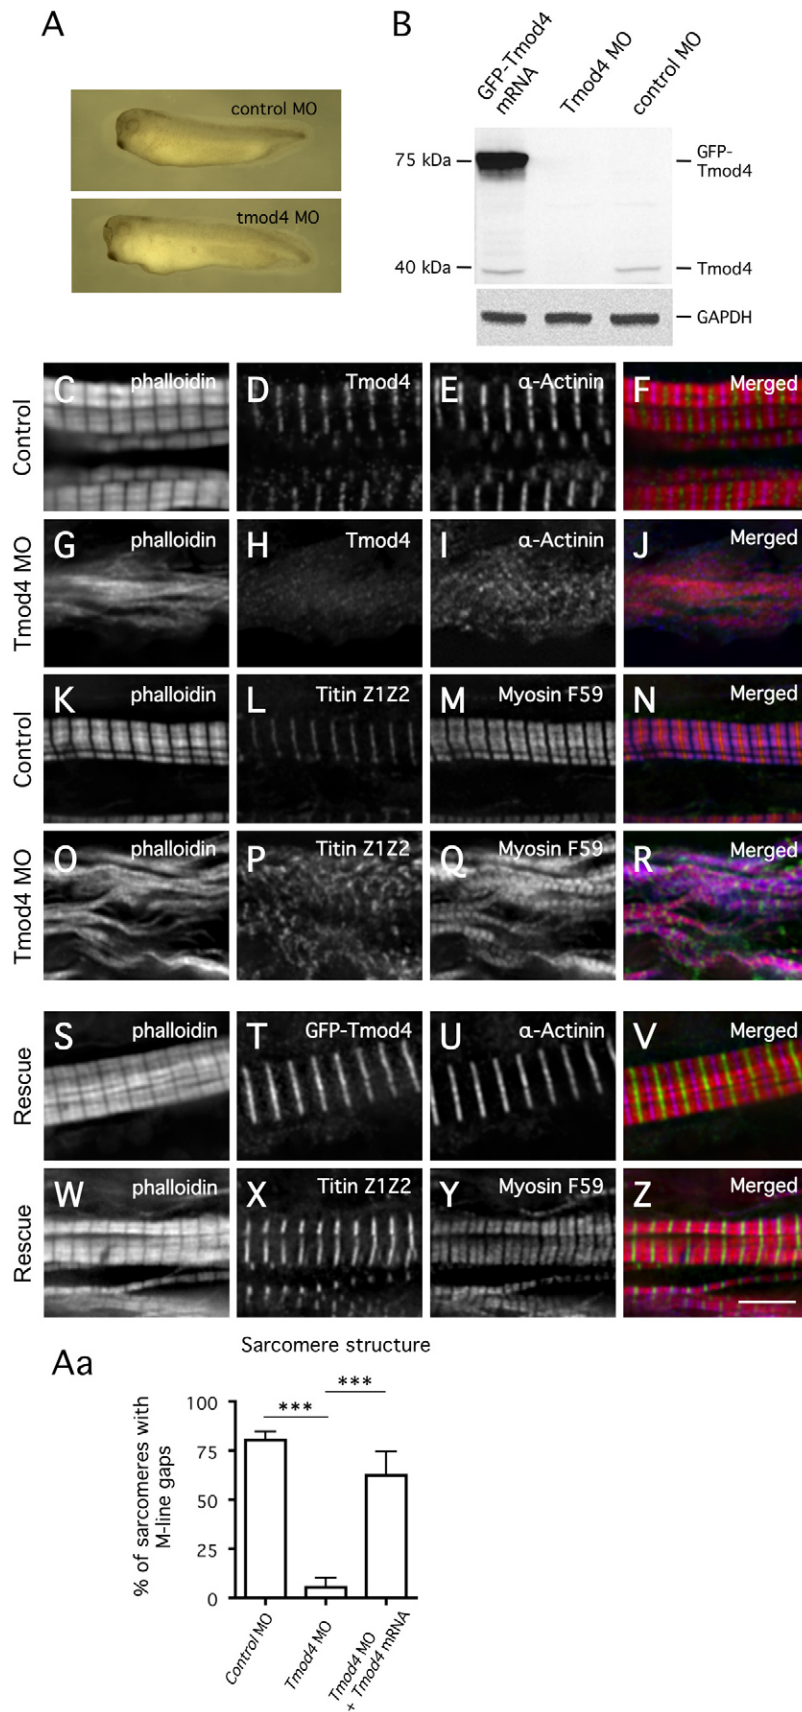 A
control MO
tmod4 MO
B
GFP-Tmod4
mRNA
Tmod4 MO
control MO
75 kDa
GFP-
Tmod4
40 kDa
Tmod4
GAPDH
Control
C
phalloidin
D
Tmod4
E
α-Actinin
F
Merged
Tmod4 MO
G
phalloidin
H
Tmod4
I
α-Actinin
J
Merged
Control
K
phalloidin
L
Titin Z1Z2
M
Myosin F59
N
Merged
Tmod4 MO
O
phalloidin
P
Titin Z1Z2
Q
Myosin F59
R
Merged
Rescue
S
phalloidin
T
GFP-Tmod4
U
α-Actinin
V
Merged
Rescue
W
phalloidin
X
Titin Z1Z2
Y
Myosin F59
Z
Merged
Aa
Sarcomere structure
% of sarcomeres with
M-line gaps
100
75
50
25
0
***
***
Control MO
Tmod4 MO
Tmod4 MO
+ Tmod4 mRNA